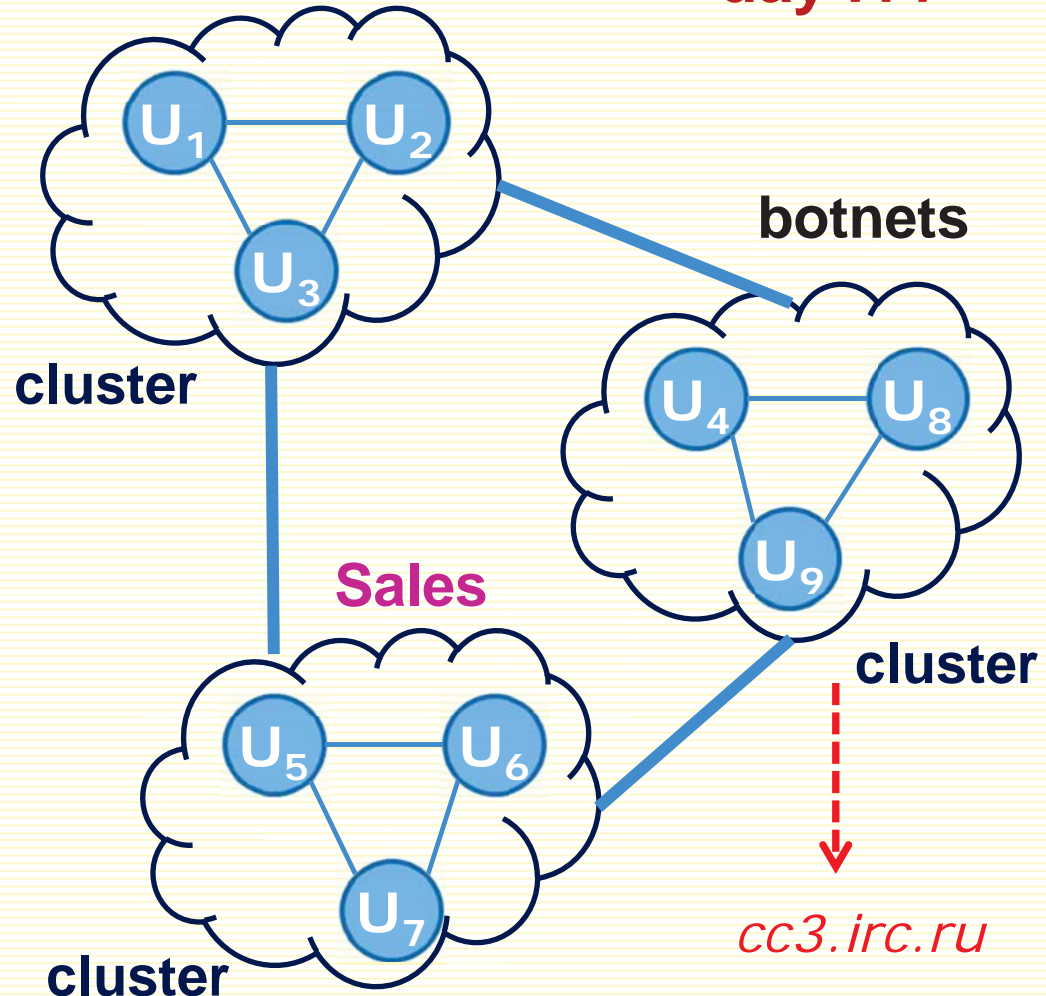 U1 U2
U3
botnets
cluster
U4 U8
U9
Sales
cluster
U5 U6
U7
cc3.irc.ru
cluster